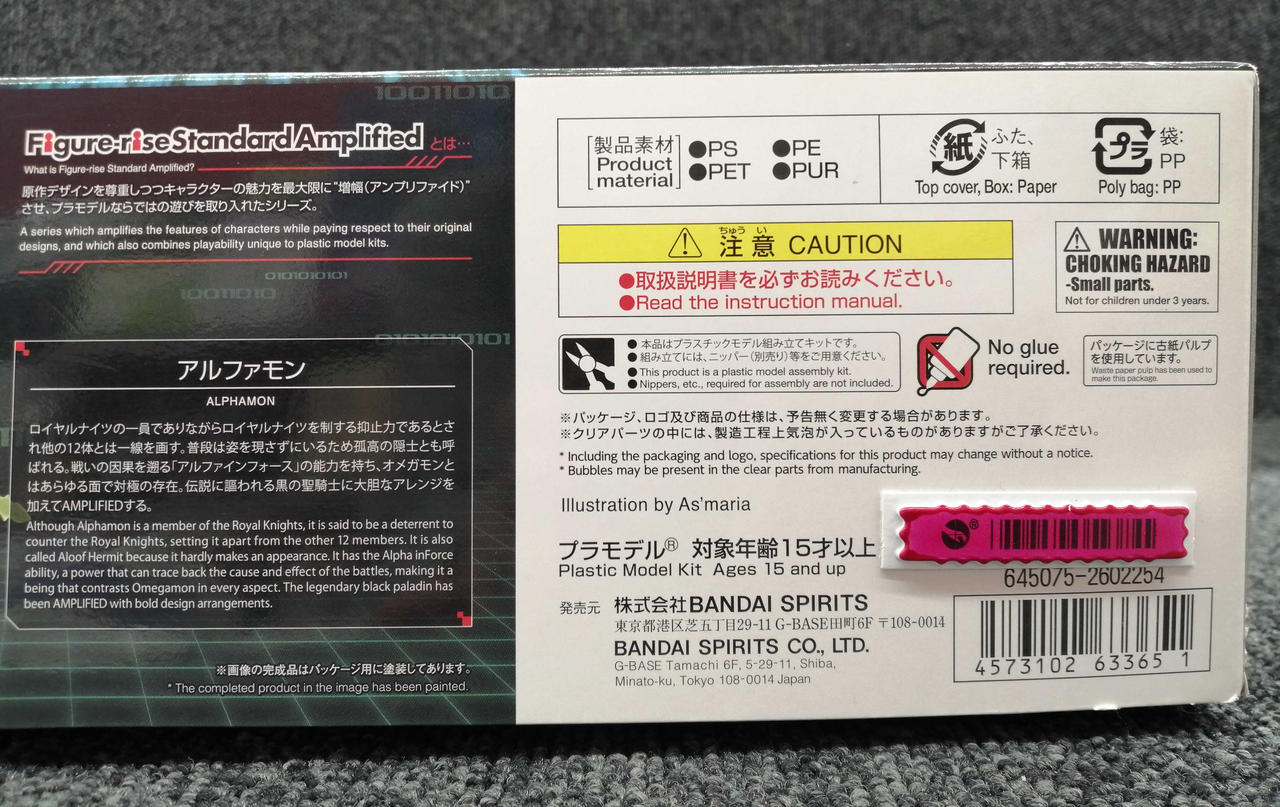 10011010
Figure-riseStandardAmplified とは…
What is Figure-rise Standard Amplified?
原作デザインを尊重しつつキャラクターの魅力を最大限に"増幅(アンプリファイド)"
させ、プラモデルならではの遊びを取り入れたシリーズ。
A series which amplifies the features of characters while paying respect to their original
designs, and which also combines playability unique to plastic model kits.
0101010101
10011010
0101010101
アルファモン
ALPHAMON
ロイヤルナイツの一員でありながらロイヤルナイツを制する抑止力であるとさ
れ他の12体とは一線を画す。普段は姿を現さずにいるため孤高の隠士とも呼
ばれる。戦いの因果を遡る「アルファインフォース」の能力を持ち、オメガモンと
はあらゆる面で対極の存在。伝説に謳われる黒の聖騎士に大胆なアレンジを
加えてAMPLIFIEDする。
Although Alphamon is a member of the Royal Knights, it is said to be a deterrent to
counter the Royal Knights, setting it apart from the other 12 members. It is also
called Aloof Hermit because it hardly makes an appearance. It has the Alpha inForce
ability, a power that can trace back the cause and effect of the battles, making it a
being that contrasts Omegamon in every aspect. The legendary black paladin has
been AMPLIFIED with bold design arrangements.
※画像の完成品はパッケージ用に塗装してあります。
* The completed product in the image has been painted.
[製品素材 Product material] ●PS ●PE
●PET ●PUR
紙 ふた、
下箱
Top cover, Box: Paper
プラ 袋:
PP
Poly bag: PP
ちゅう い
注意 CAUTION
●取扱説明書を必ずお読みください。
●Read the instruction manual.
WARNING:
CHOKING HAZARD
-Small parts.
Not for children under 3 years.
●本品はプラスチックモデル組み立てキットです。
●組み立てには、ニッパー(別売り)等をご用意ください。
●This product is a plastic model assembly kit.
●Nippers, etc., required for assembly are not included.
No glue
required.
パッケージに古紙パルプ
を使用しています。
Waste paper pulp has been used to
make this package.
※パッケージ、ロゴ及び商品の仕様は、予告無く変更する場合があります。
※クリアパーツの中には、製造工程上気泡が入っているものがありますがご了承ください。
* Including the packaging and logo, specifications for this product may change without a notice.
* Bubbles may be present in the clear parts from manufacturing.
Illustration by As'maria
プラモデル® 対象年齢15才以上
Plastic Model Kit Ages 15 and up
発売元 株式会社BANDAI SPIRITS
東京都港区芝五丁目29-11 G-BASE田町6F 〒108-0014
BANDAI SPIRITS CO., LTD.
G-BASE Tamachi 6F, 5-29-11, Shiba,
Minato-ku, Tokyo 108-0014 Japan
®
645075-2602254
4573102 63365 1